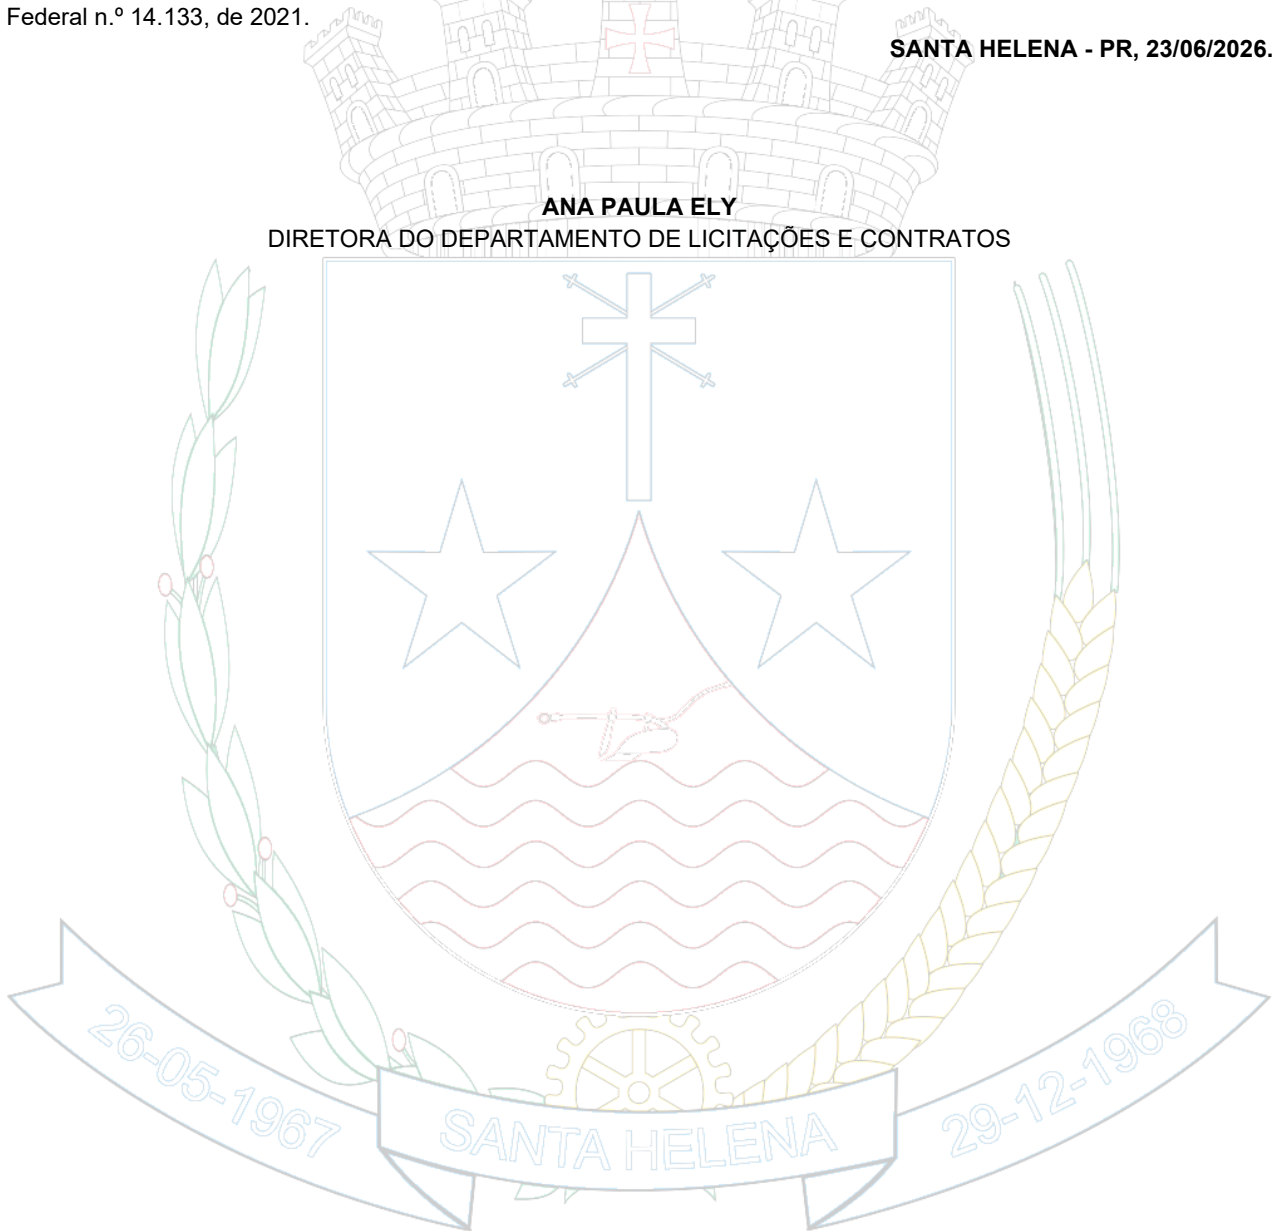 Federal n.º 14.133, de 2021.
SANTA HELENA - PR, 23/06/2026.
ANA PAULA ELY
DIRETORA DO DEPARTAMENTO DE LICITAÇÕES E CONTRATOS
26-05-1967
SANTA HELENA
29-12-1968